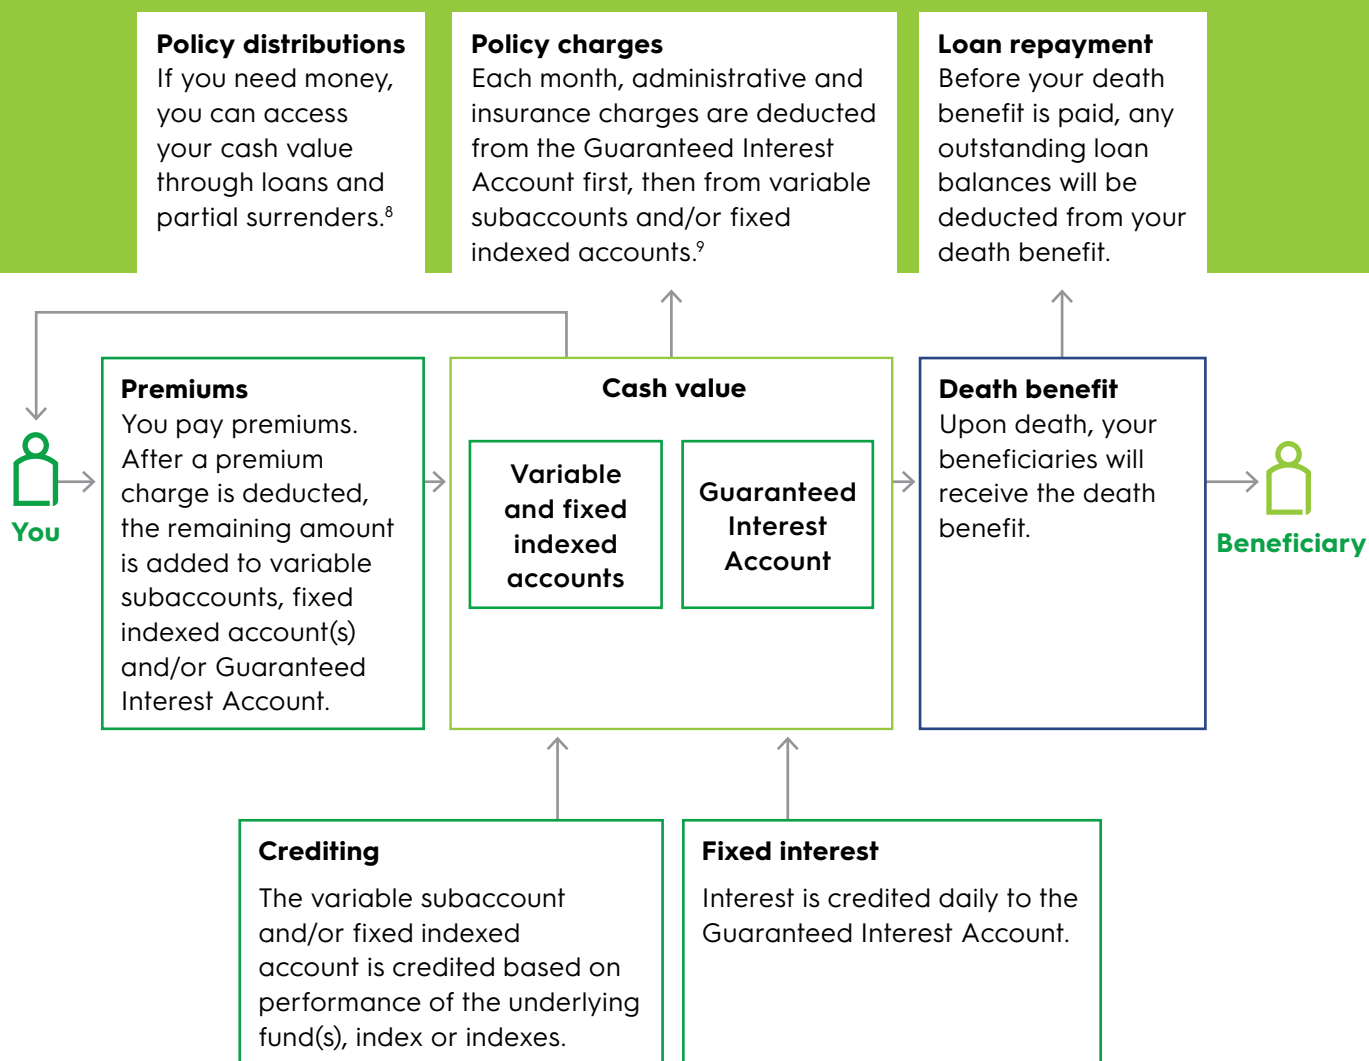 Policy distributions
If you need money,
you can access
your cash value
through loans and
partial surrenders.⁸
Policy charges
Each month, administrative and
insurance charges are deducted
from the Guaranteed Interest
Account first, then from variable
subaccounts and/or fixed
indexed accounts.⁹
Loan repayment
Before your death
benefit is paid, any
outstanding loan
balances will be
deducted from your
death benefit.
You
Premiums
You pay premiums.
After a premium
charge is deducted,
the remaining amount
is added to variable
subaccounts, fixed
indexed account(s)
and/or Guaranteed
Interest Account.
Cash value
Variable
and fixed
indexed
accounts
Guaranteed
Interest
Account
Death benefit
Upon death, your
beneficiaries will
receive the death
benefit.
Beneficiary
Crediting
The variable subaccount
and/or fixed indexed
account is credited based on
performance of the underlying
fund(s), index or indexes.
Fixed interest
Interest is credited daily to the
Guaranteed Interest Account.